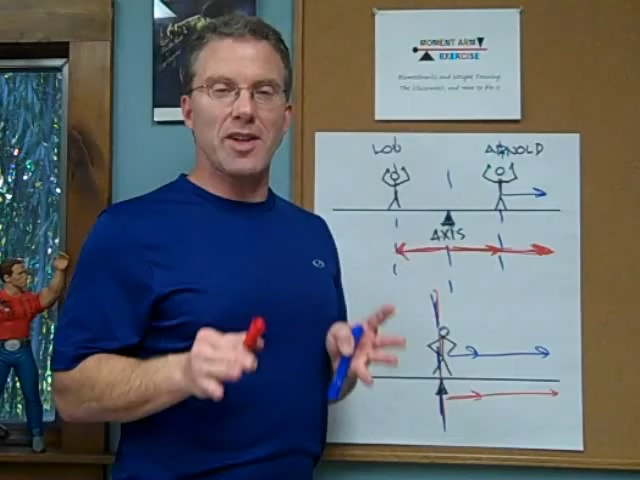 MOMENT ARM
EXERCISE
Biomechanics and Weight Training
The Disconnect, and How to Fix it
LOU ARNOLD
AXIS